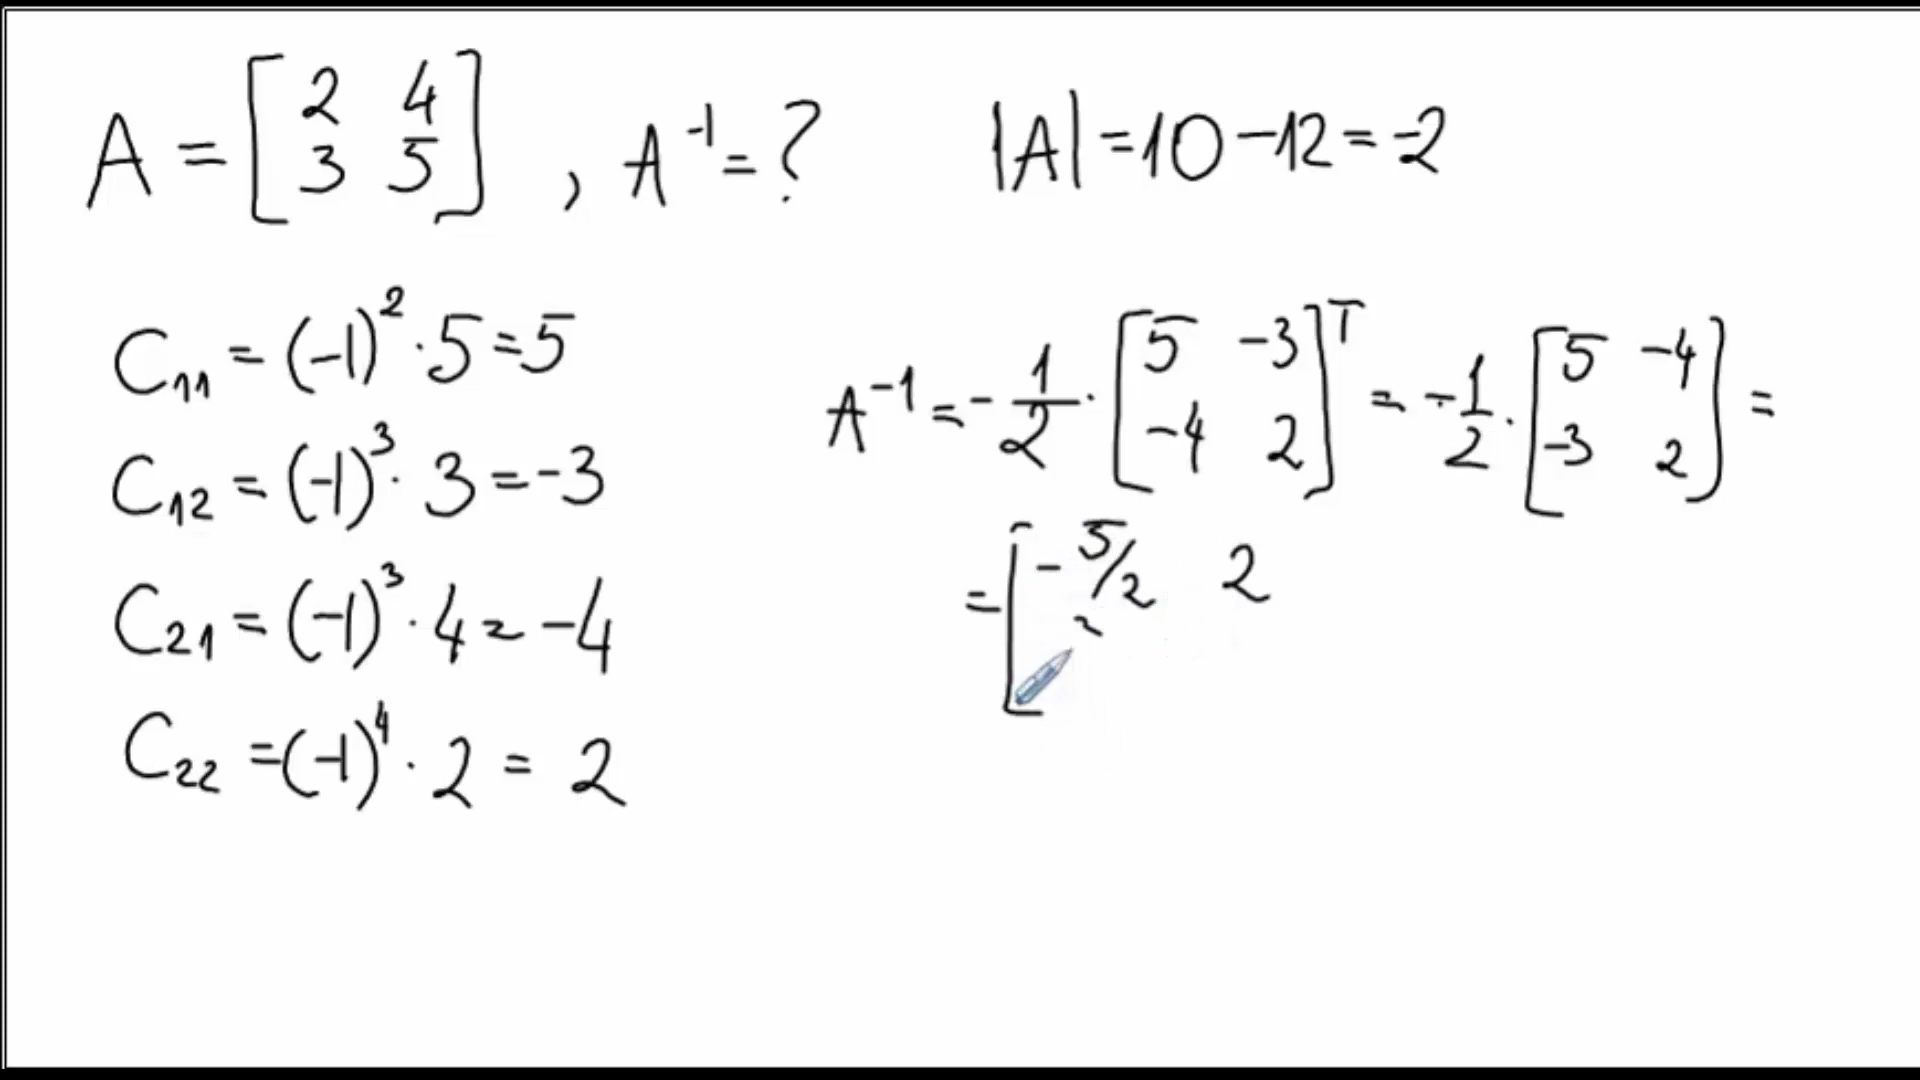 A = [2 4 3 5] , A⁻¹ = ? |A| = 10 - 12 = -2
C₁₁ = (-1)² · 5 = 5
C₁₂ = (-1)³ · 3 = -3
C₂₁ = (-1)³ · 4 = -4
C₂₂ = (-1)⁴ · 2 = 2
A⁻¹ = - 1/2 · [5 -3 -4 2]ᵀ = - 1/2 · [5 -4 -3 2] =
= [- 5/2 2